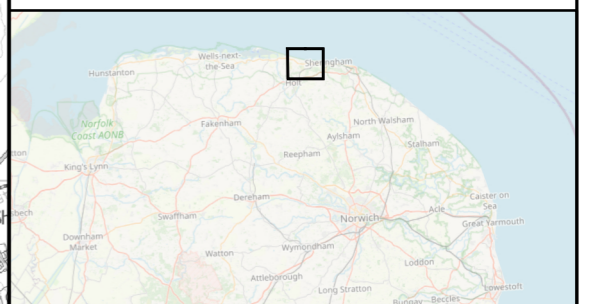 Wells-next
-the-Sea
Sheringham
Hunstanton
Holt
Norfolk
Coast AONB
Fakenham
North Walsham
Aylsham
Stalham
Reepham
King's Lynn
Dereham
Caister-on
Sea
Swaffham
Norwich
Acle
Great Yarmouth
Downham
Market
Wymondham
Watton
Loddon
Attleborough
Long Stratton
Lowestoft
Bungay
Beccles